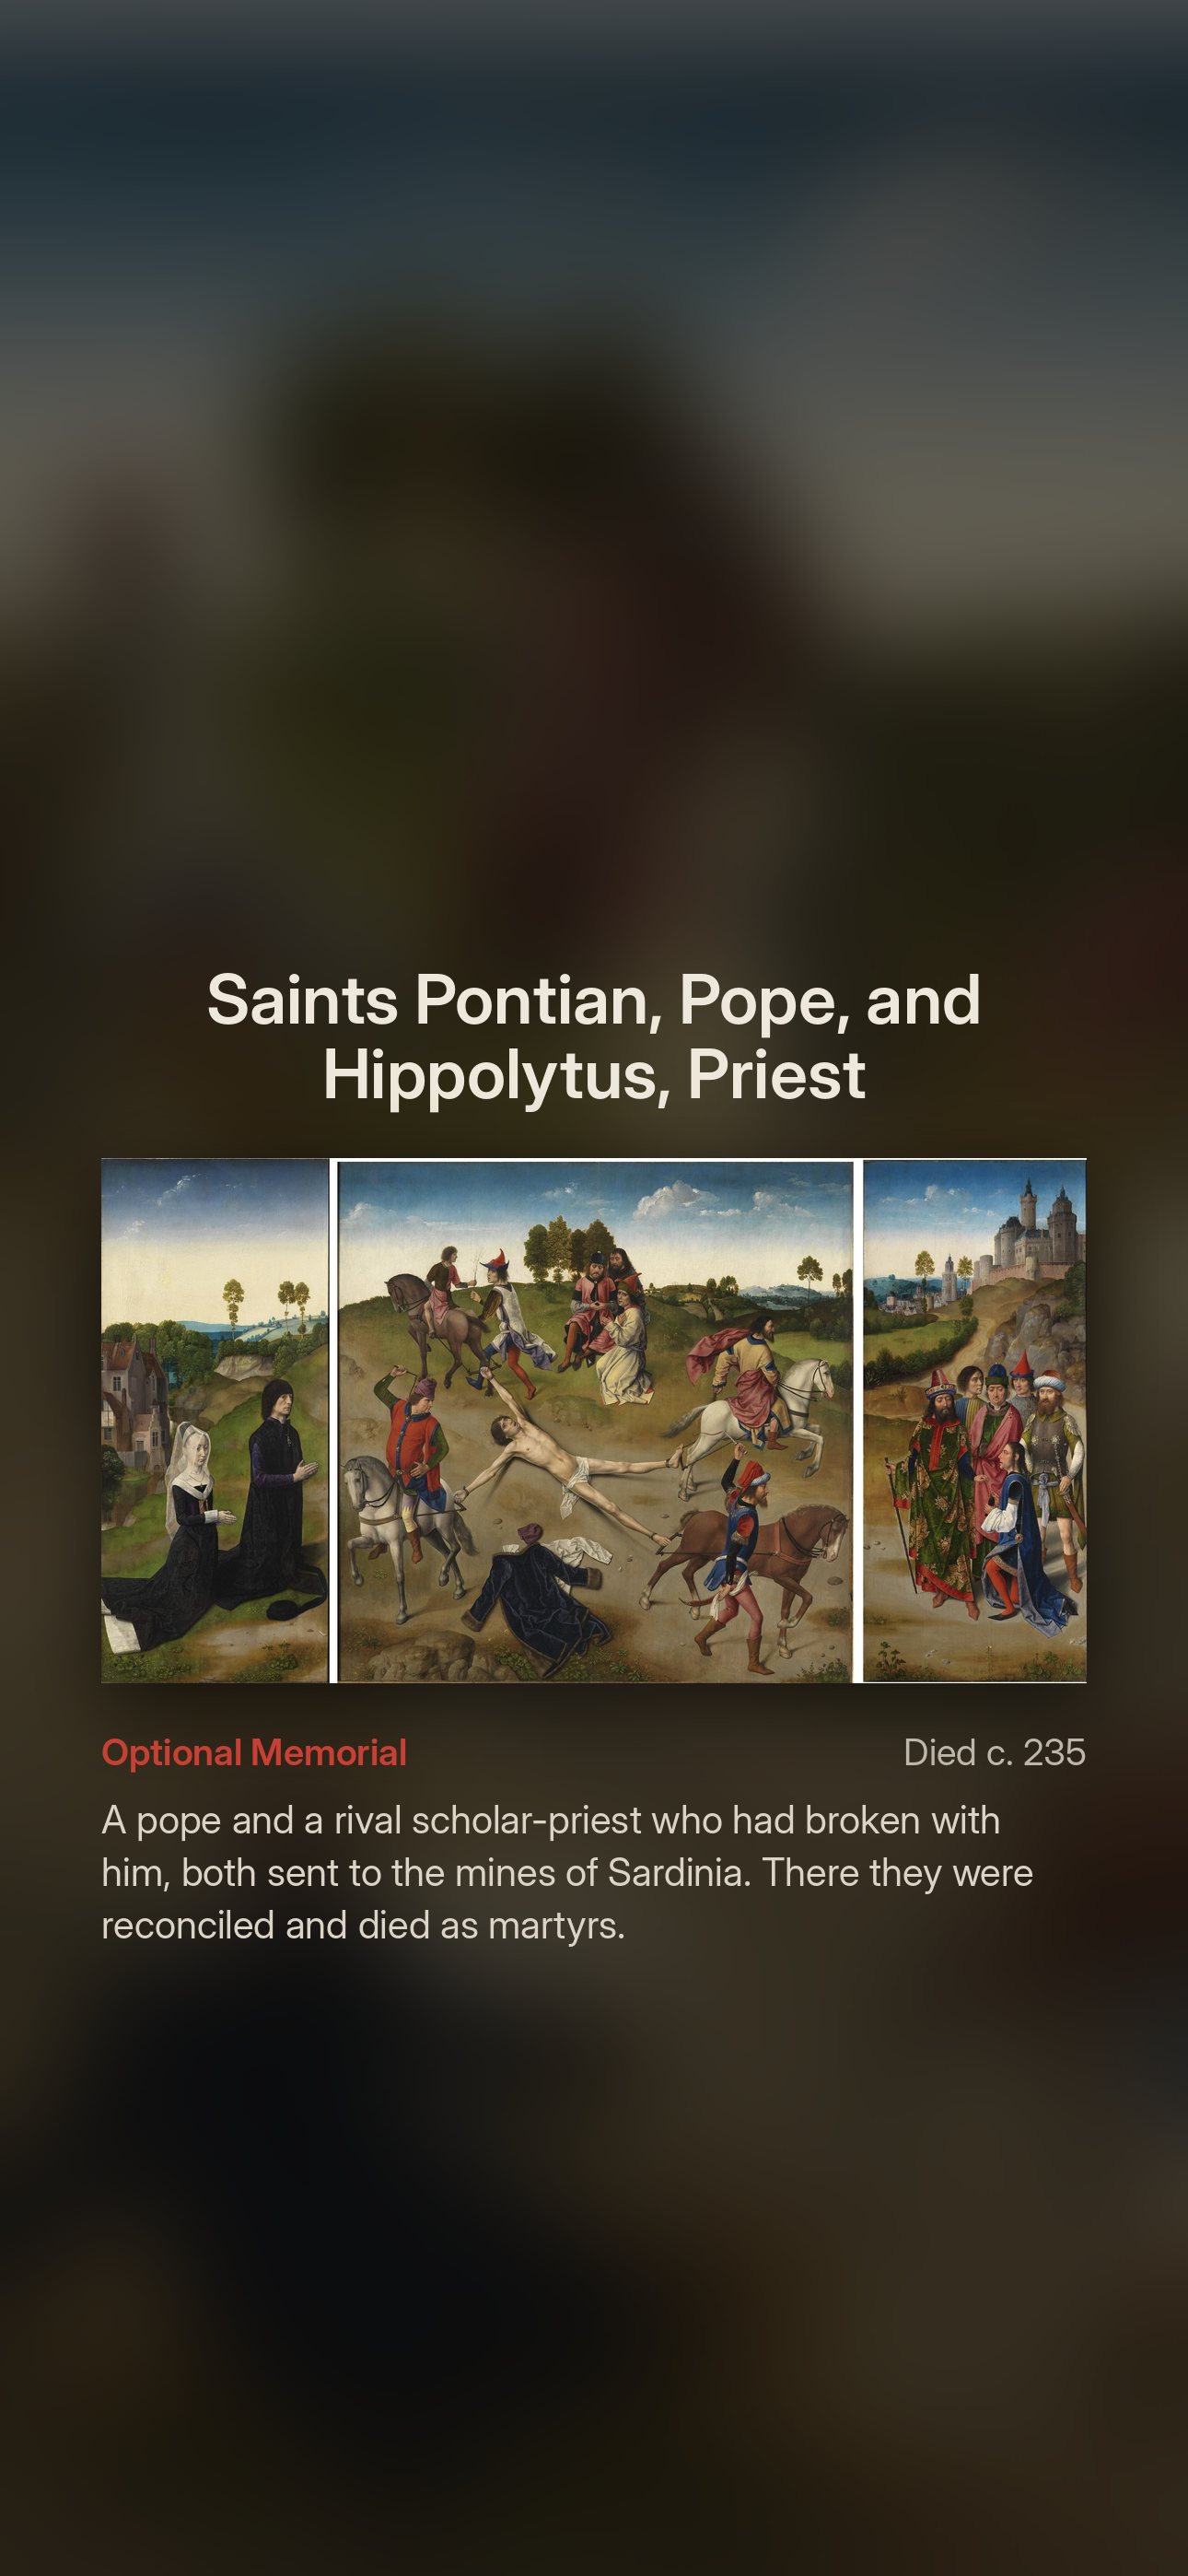 Saints Pontian, Pope, and
Hippolytus, Priest
Optional Memorial
Died c. 235
A pope and a rival scholar-priest who had broken with
him, both sent to the mines of Sardinia. There they were
reconciled and died as martyrs.